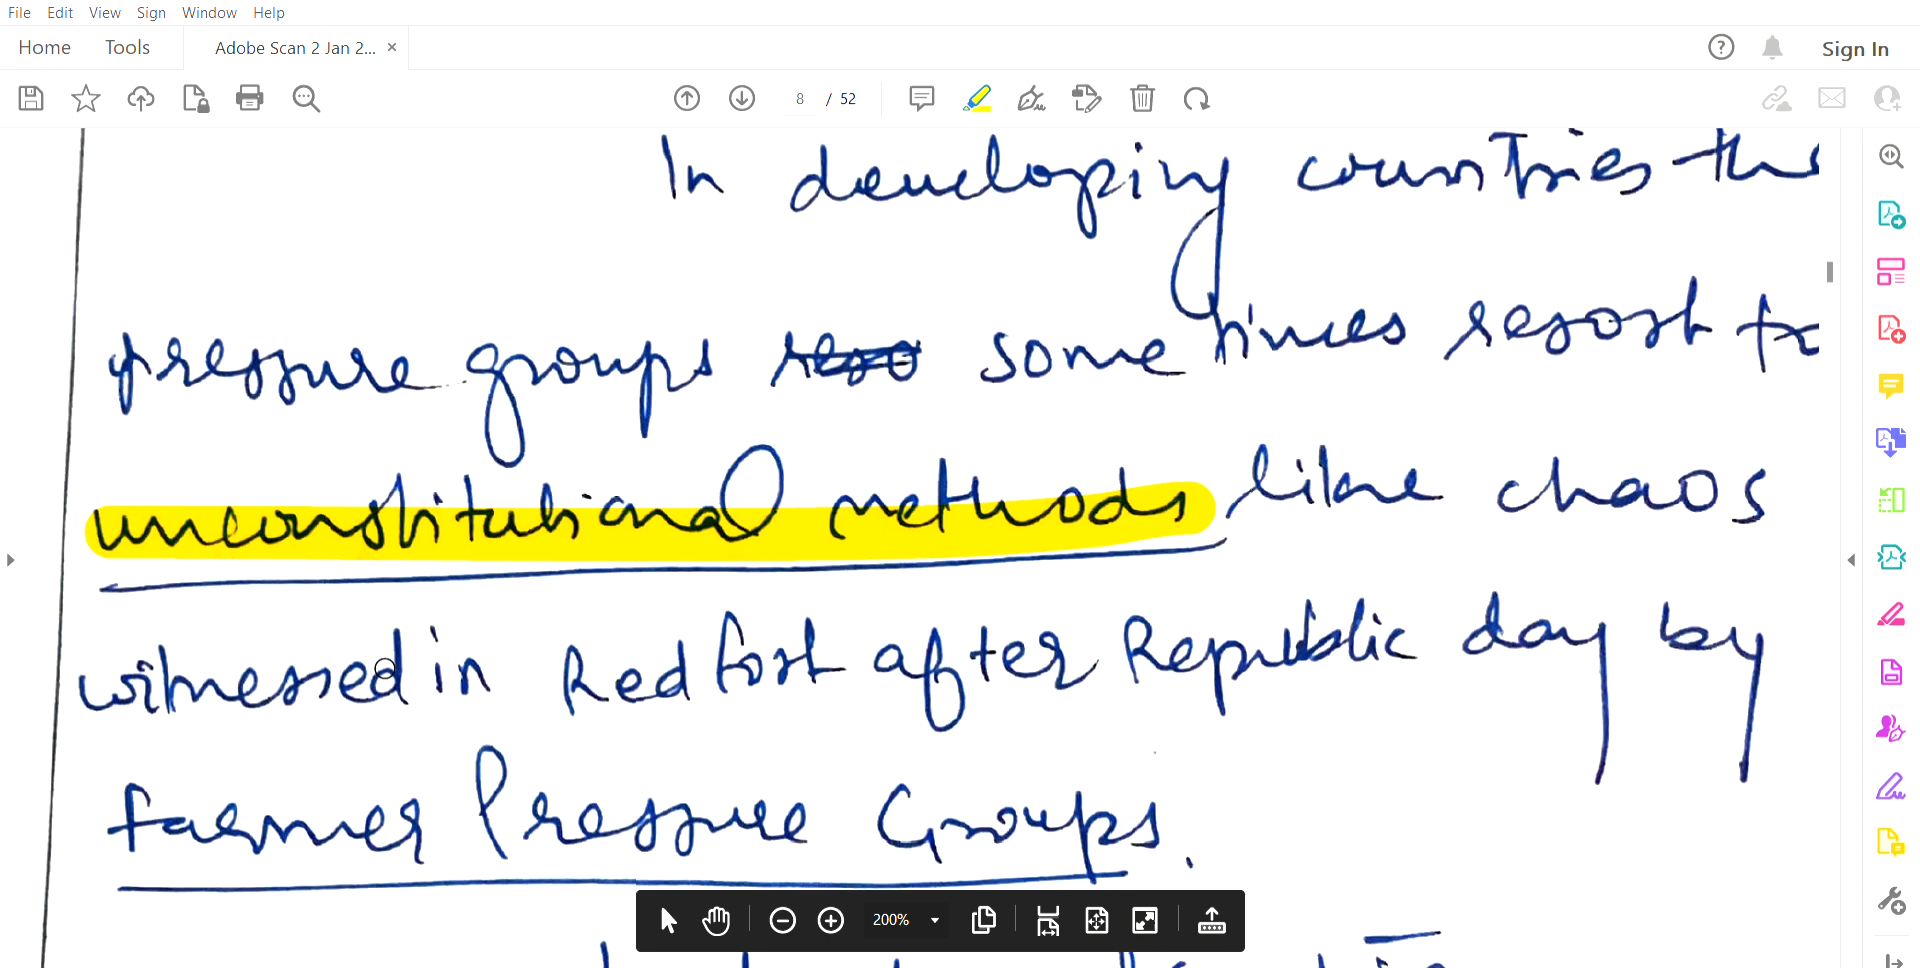 File Edit View Sign Window Help
Home Tools Adobe Scan 2 Jan 2... × Sign In
8 / 52
In developing countries the
pressure groups sometimes resort to
unconstitutional methods, like chaos
witnessed in Red fort after Republic day by
farmer Pressure Groups.
200%